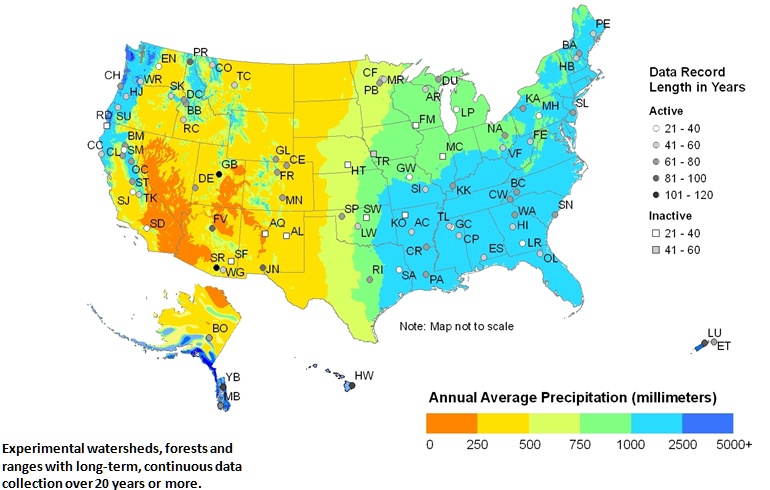 PE
BA
HB
PR
EN
CO
TC
CF
MR
PB
DU
AR
CH
WR
HJ
SK
DC
BB
RC
RD
SU
LP
KA
MH
SL
FM
NA
FE
VF
CO
BM
SM
CL
OC
ST
SJ
TK
SD
GL
CE
GB
FR
DE
MN
FV
HT
TR
MC
GW
SI
KK
BC
CW
SP
SW
LW
KO
AC
TL
GC
CP
WA
HI
SN
AQ
AL
SR
SF
WG
JN
CR
ES
LR
OL
RI
SA
PA
BO
YB
MB
HW
LU
ET
Note: Map not to scale
Data Record
Length in Years
Active
21 - 40
41 - 60
61 - 80
81 - 100
101 - 120
Inactive
21 - 40
41 - 60
Annual Average Precipitation (millimeters)
0 250 500 750 1000 2500 5000+
Experimental watersheds, forests and
ranges with long-term, continuous data
collection over 20 years or more.